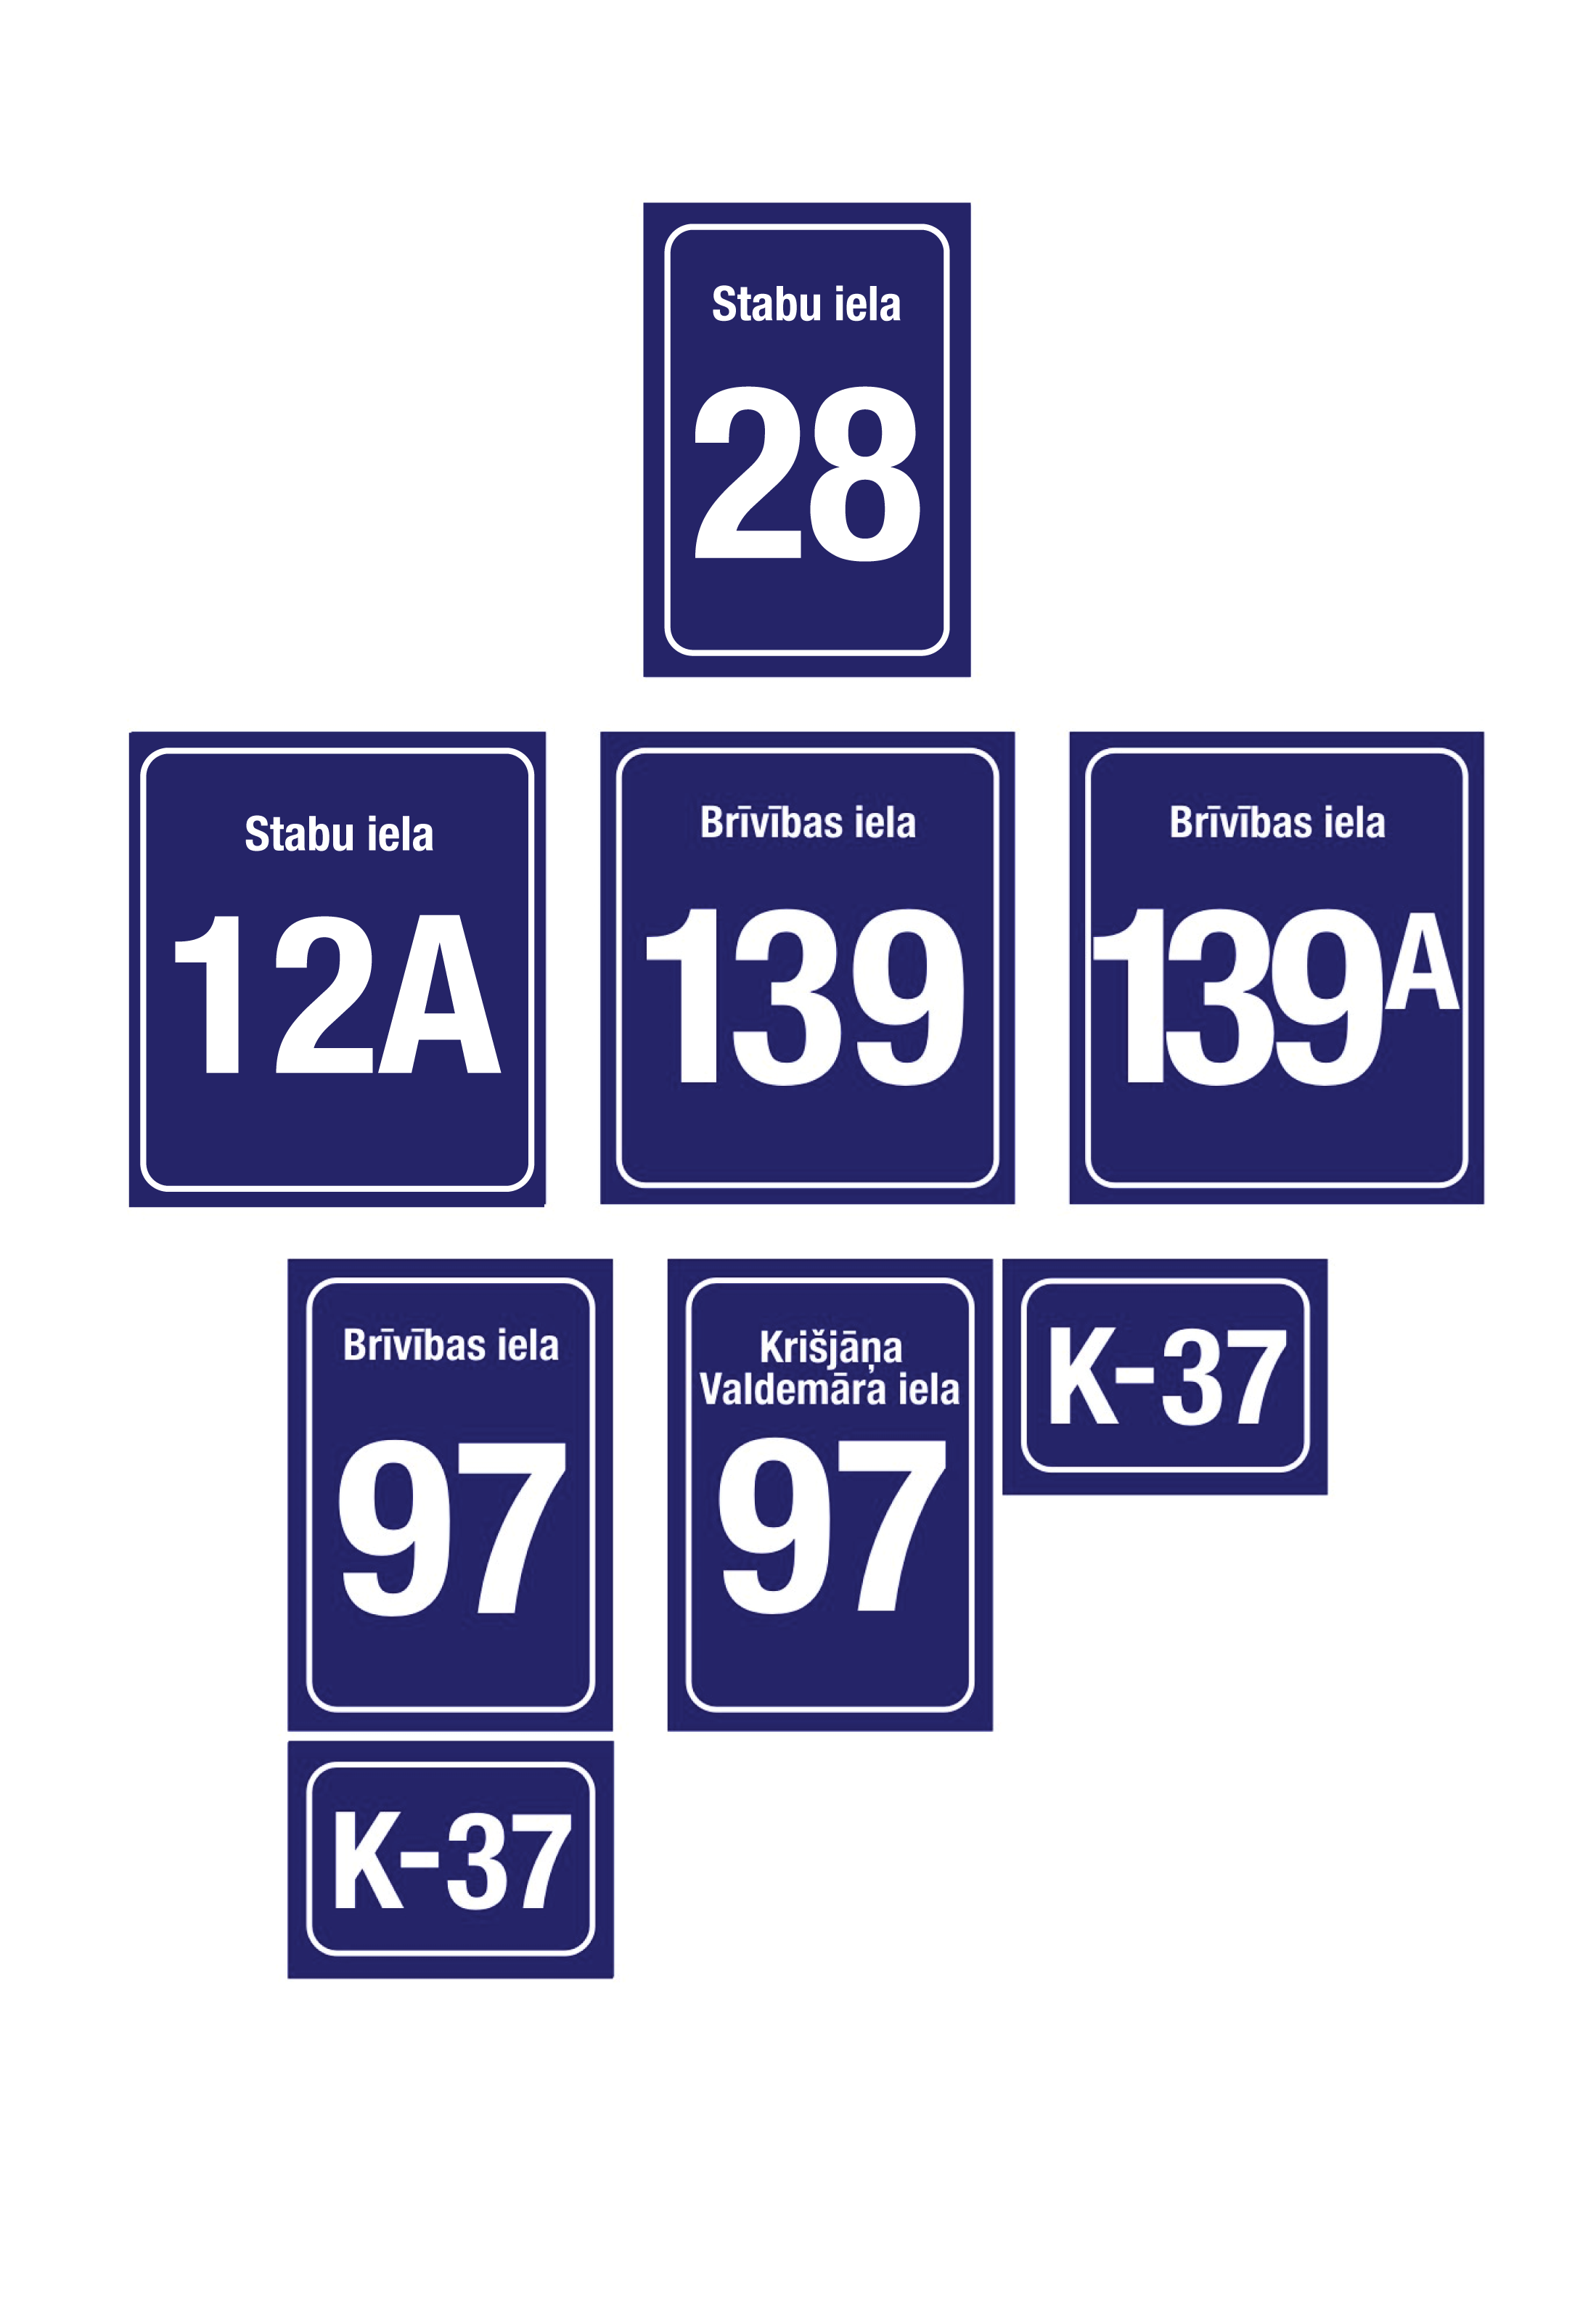 Stabu iela
28
Stabu iela
12A
Brīvības iela
139
Brīvības iela
139A
Brīvības iela
97
K-37
Krišjāņa
Valdemāra iela
97
K-37